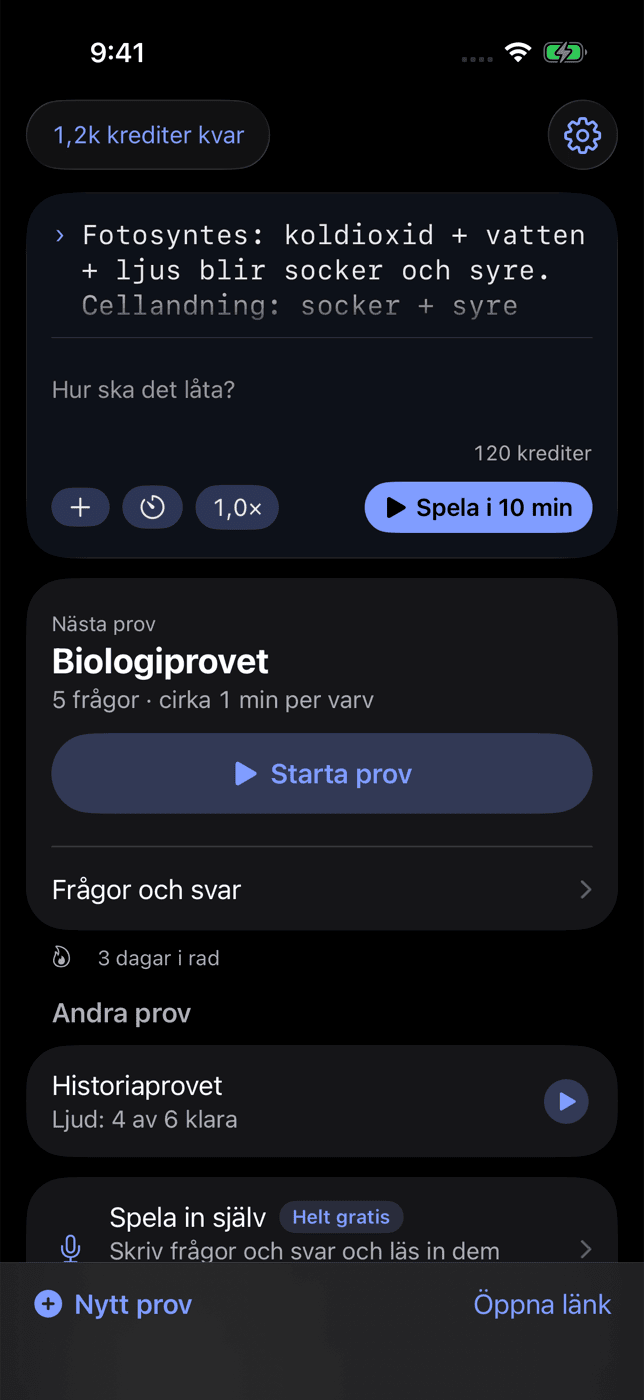 9:41
1,2k krediter kvar
› Fotosyntes: koldioxid + vatten
+ ljus blir socker och syre.
Cellandning: socker + syre
Hur ska det låta?
120 krediter
1,0×
Spela i 10 min
Nästa prov
Biologiprovet
5 frågor · cirka 1 min per varv
Starta prov
Frågor och svar
3 dagar i rad
Andra prov
Historiaprovet
Ljud: 4 av 6 klara
Spela in själv Helt gratis
Skriv frågor och svar och läs in dem
Nytt prov
Öppna länk